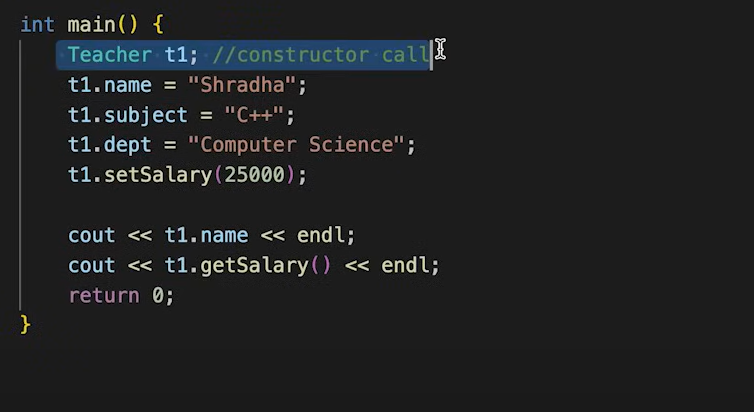 int main() {
Teacher t1; //constructor call
t1.name = "Shradha";
t1.subject = "C++";
t1.dept = "Computer Science";
t1.setSalary(25000);
cout << t1.name << endl;
cout << t1.getSalary() << endl;
return 0;
}